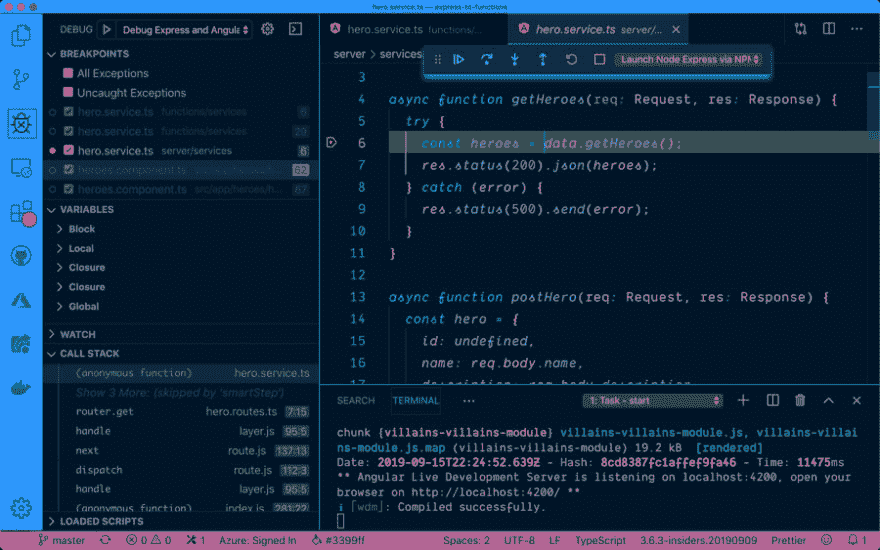 hero.service.ts — express-to-functions
DEBUG Debug Express and Angula
BREAKPOINTS
All Exceptions
Uncaught Exceptions
hero.service.ts functions/services 6
hero.service.ts functions/services 29
hero.service.ts server/services 6
heroes.component.ts 62
heroes.component.ts src/app/heroes/h... 67
VARIABLES
Block
Local
Closure
Closure
Global
WATCH
CALL STACK
(anonymous function) hero.service.ts
Show 3 More: (skipped by 'smartStep')
router.get hero.routes.ts 7:15
handle layer.js 95:5
next route.js 137:13
dispatch route.js 112:3
handle layer.js 95:5
(anonymous function) index.js 281:22
LOADED SCRIPTS
hero.service.ts functions/... hero.service.ts server/...
server services
Launch Node Express via NPM
3
4 async function getHeroes(req: Request, res: Response) {
5 try {
6 const heroes = data.getHeroes();
7 res.status(200).json(heroes);
8 } catch (error) {
9 res.status(500).send(error);
10 }
11 }
12
13 async function postHero(req: Request, res: Response) {
14 const hero = {
15 id: undefined,
16 name: req.body.name,
17 description: req.body.description
SEARCH TERMINAL ... 1: Task - start
chunk {villains-villains-module} villains-villains-module.js, villains-villai
ns-module.js.map (villains-villains-module) 19.2 kB [rendered]
Date: 2019-09-15T22:24:52.639Z - Hash: 8cd8387fc1affef9fa46 - Time: 11475ms
** Angular Live Development Server is listening on localhost:4200, open your
browser on http://localhost:4200/ **
i 「wdm」: Compiled successfully.
master 0 0 1 Azure: Signed In #3399ff Spaces: 2 UTF-8 LF TypeScript 3.6.3-insiders.20190909 Prettier 1